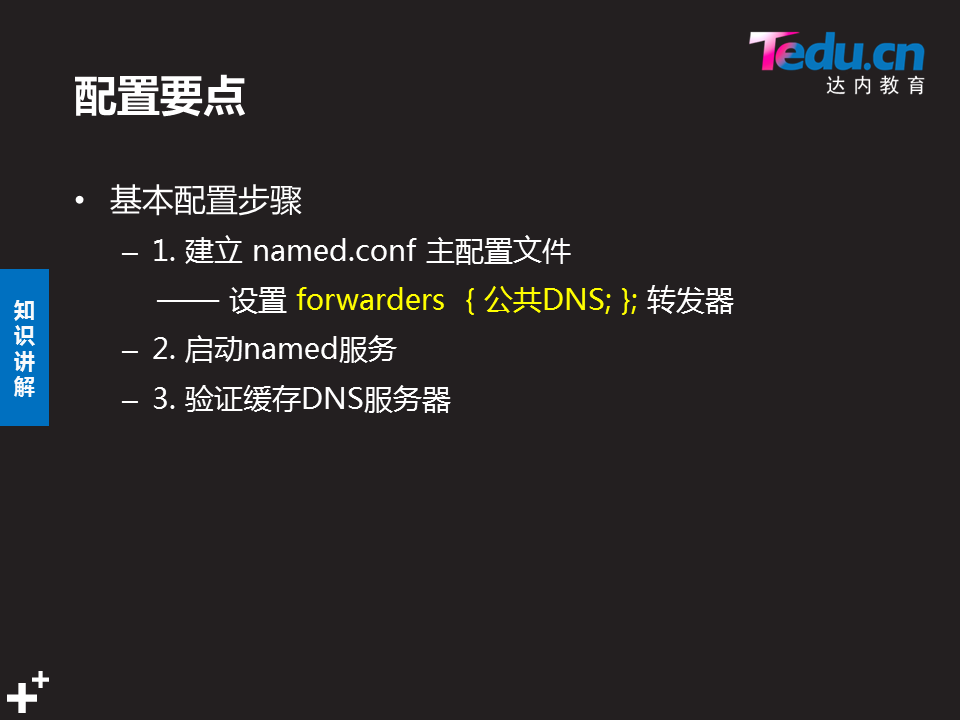 Tedu.cn
达内教育
配置要点
• 基本配置步骤
– 1. 建立 named.conf 主配置文件
—— 设置 forwarders { 公共DNS; }; 转发器
– 2. 启动named服务
– 3. 验证缓存DNS服务器
知
识
讲
解